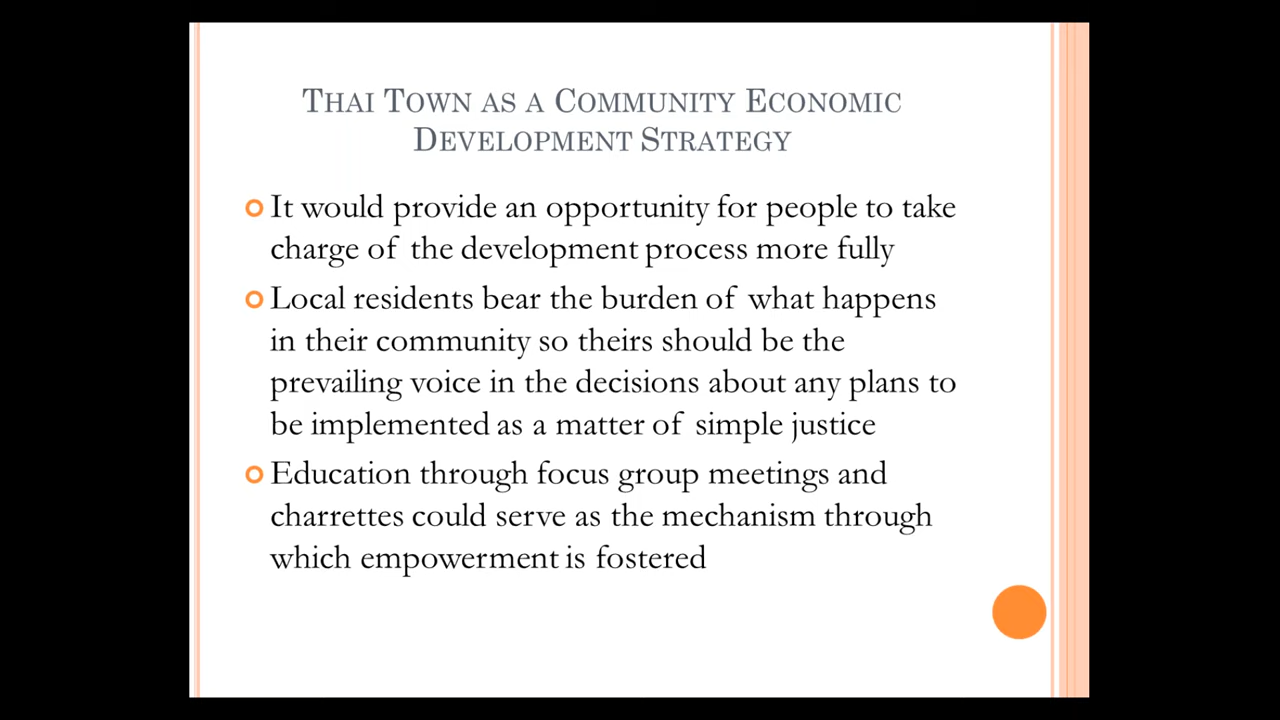 THAI TOWN AS A COMMUNITY ECONOMIC
DEVELOPMENT STRATEGY
It would provide an opportunity for people to take
charge of the development process more fully
Local residents bear the burden of what happens
in their community so theirs should be the
prevailing voice in the decisions about any plans to
be implemented as a matter of simple justice
Education through focus group meetings and
charrettes could serve as the mechanism through
which empowerment is fostered